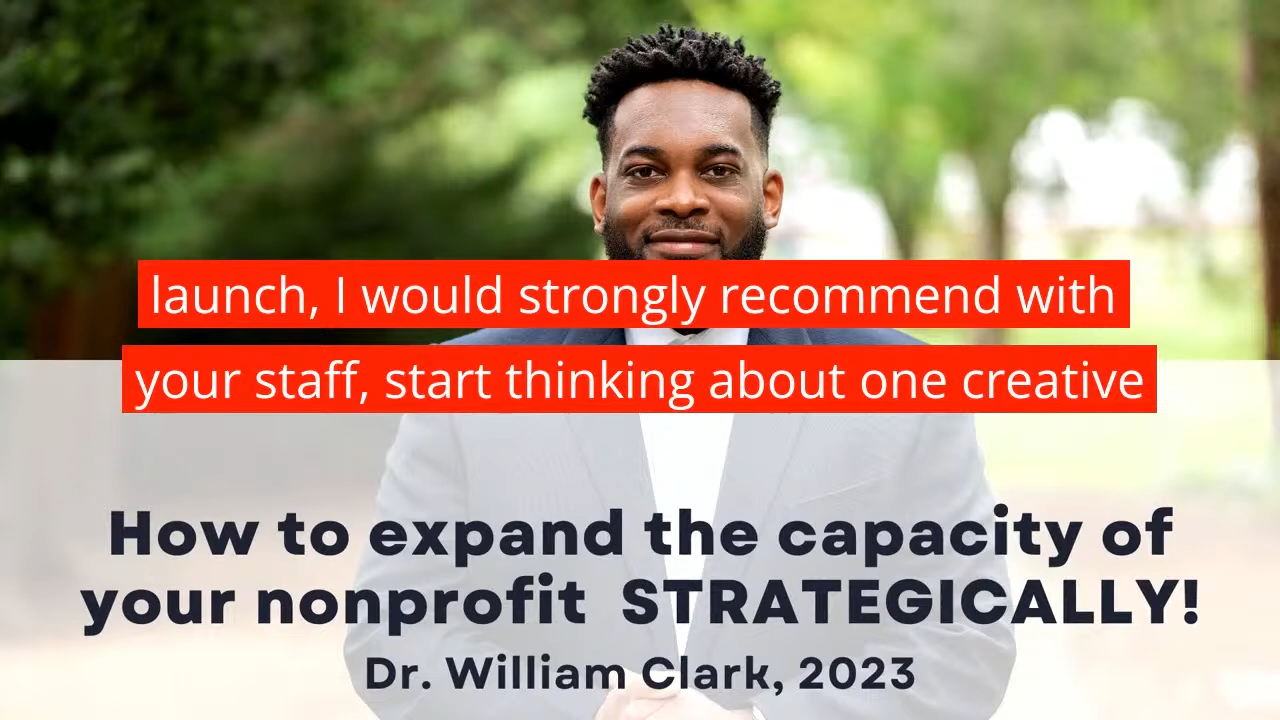 launch, I would strongly recommend with
your staff, start thinking about one creative
How to expand the capacity of
your nonprofit STRATEGICALLY!
Dr. William Clark, 2023